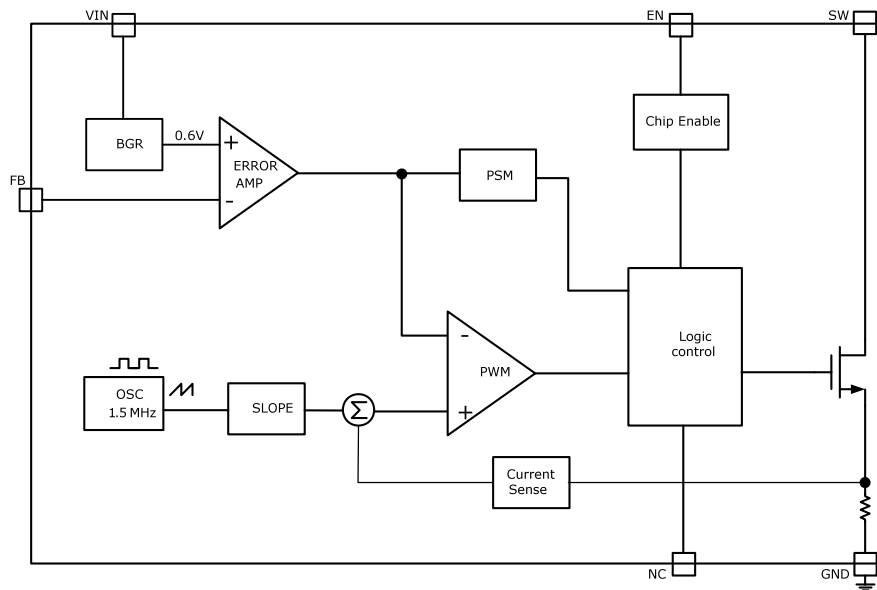 VIN
EN
SW
BGR
0.6V
+
ERROR
AMP
-
Chip Enable
FB
PSM
Logic
control
-
PWM
+
OSC
1.5 MHz
SLOPE
Σ
Current
Sense
NC
GND